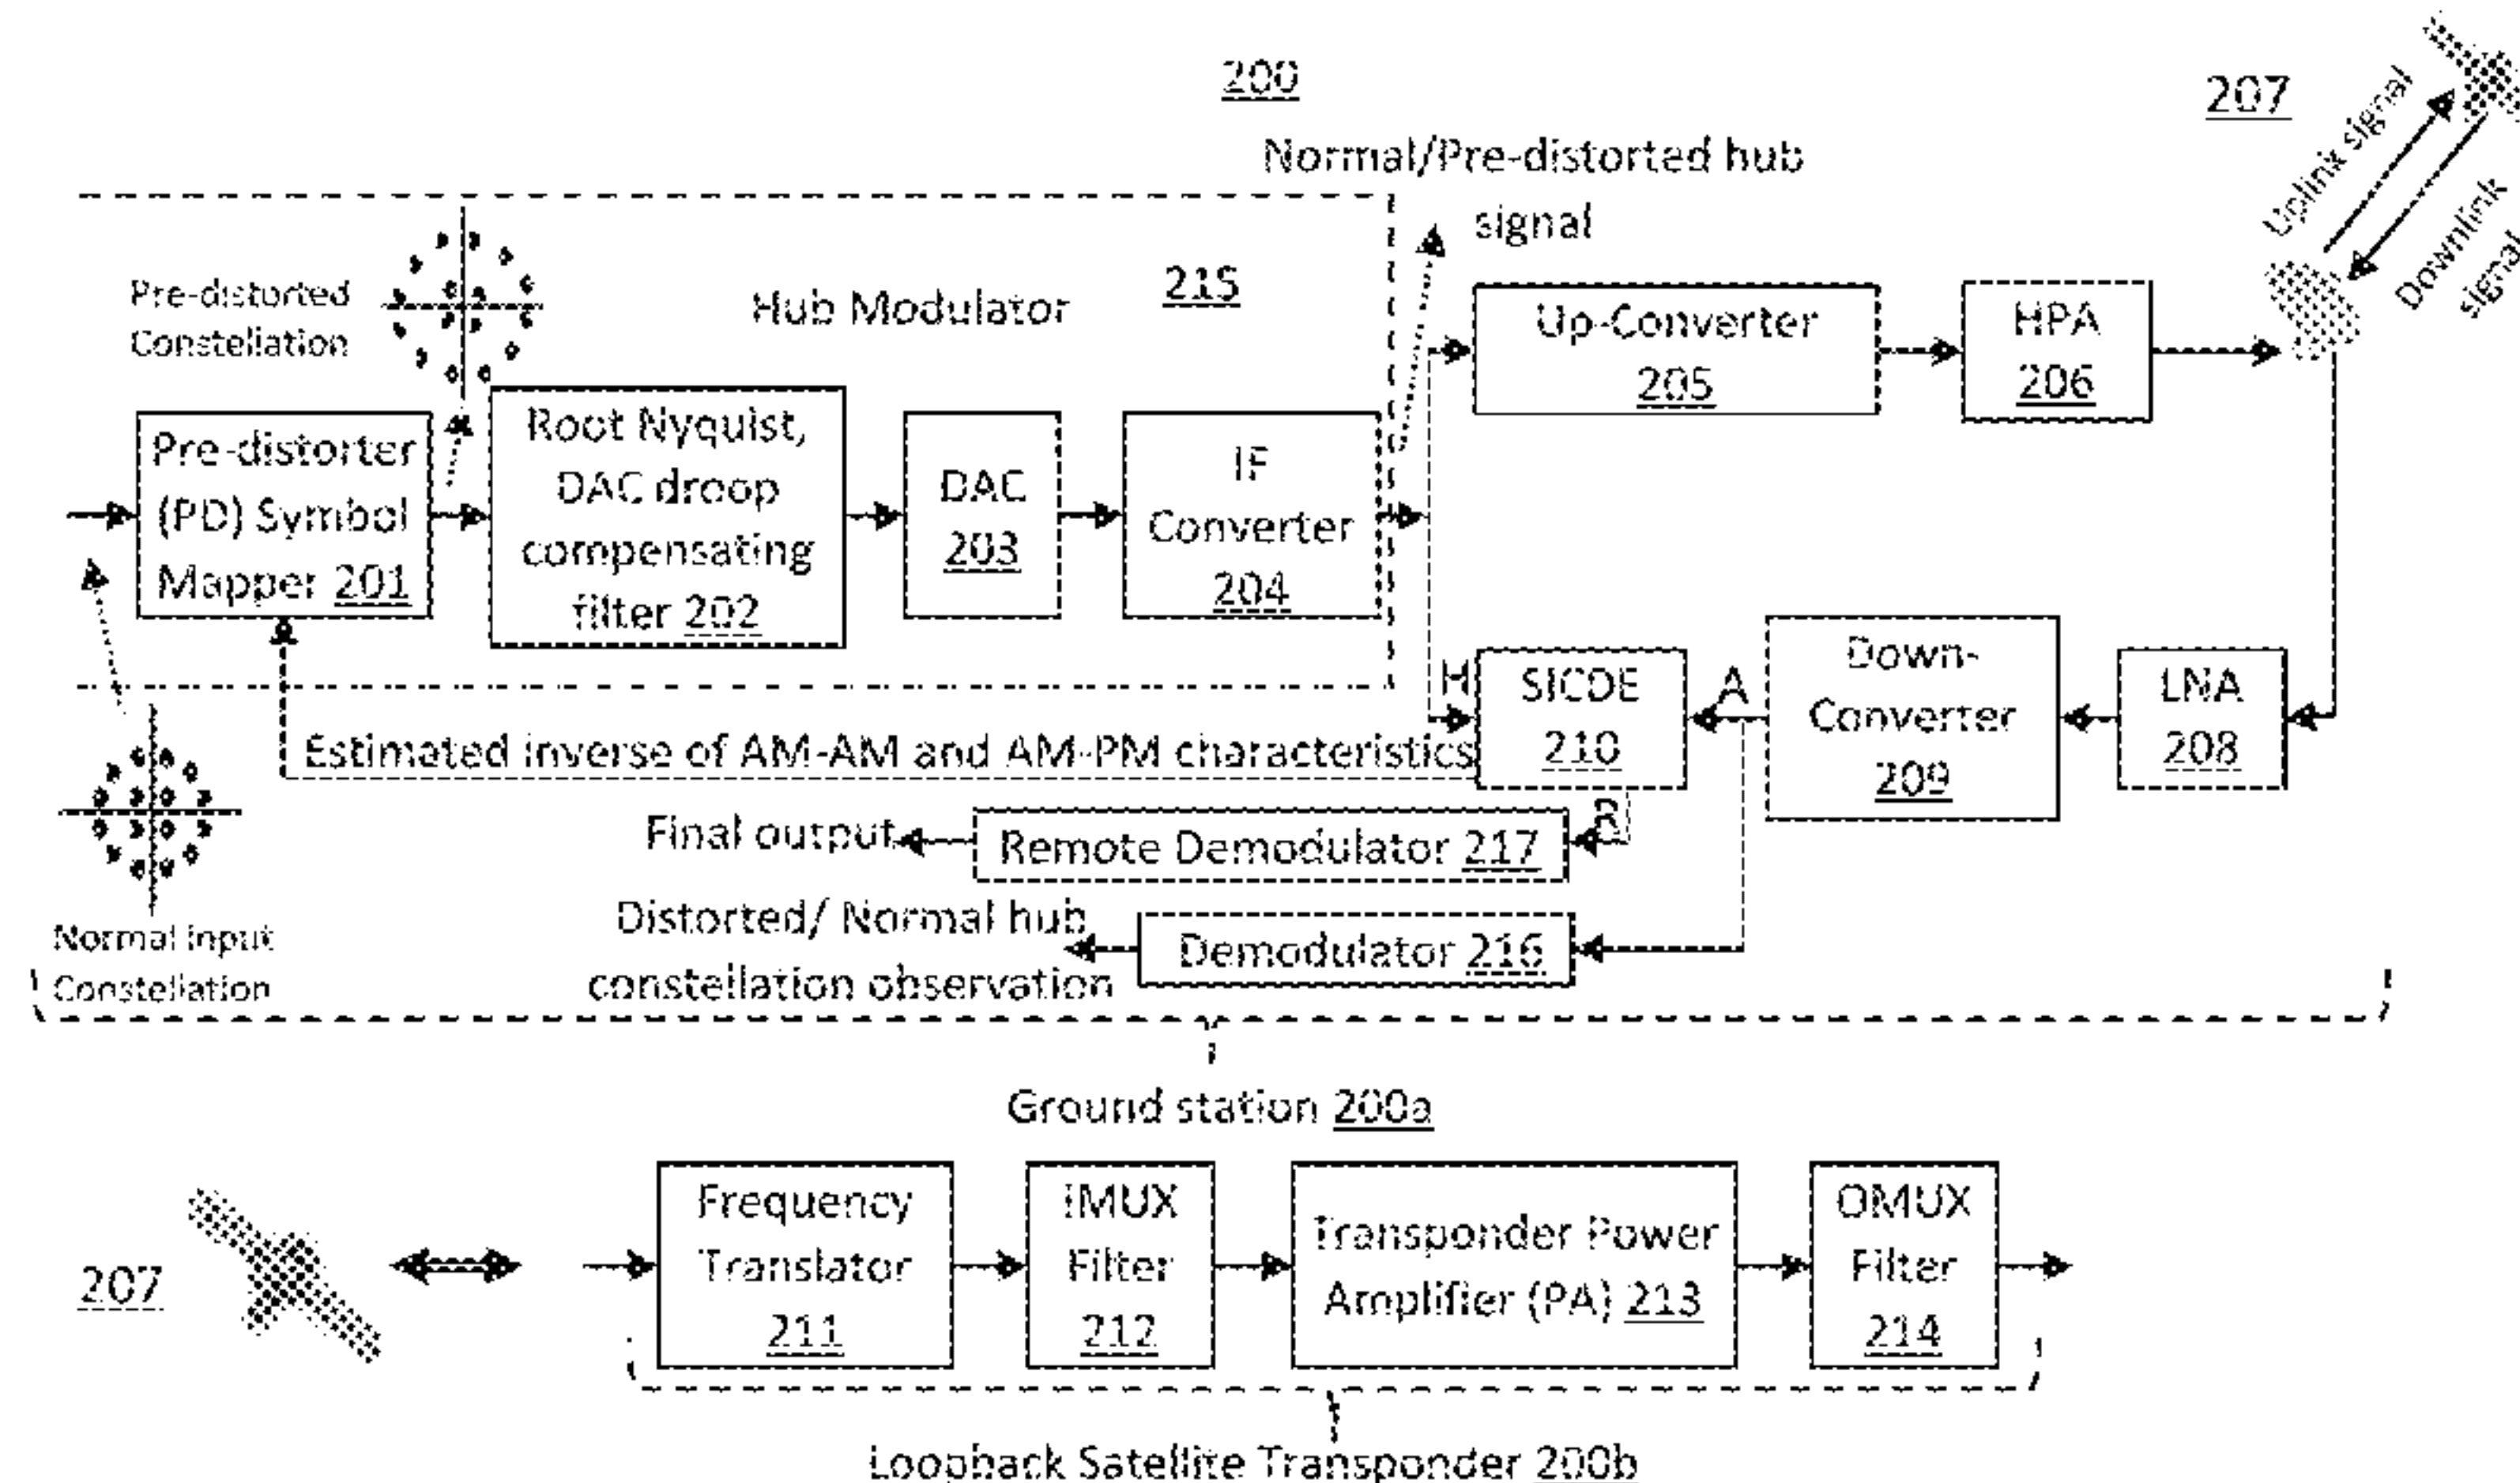 200
207
Uplink signal
Downlink
signal
Normal/Pre-distorted hub
signal
Pre-distorted
Constellation
Hub Modulator
215
Up-Converter
205
HPA
206
Pre-distorter
(PD) Symbol
Mapper 201
Root Nyquist,
DAC droop
compensating
filter 202
DAC
203
IF
Converter
204
H
SICDE
210
A
Down-
Converter
209
LNA
208
Estimated inverse of AM-AM and AM-PM characteristics
R
Final output
Remote Demodulator 217
Distorted/ Normal hub
constellation observation
Demodulator 216
Normal input
Constellation
Ground station 200a
207
Frequency
Translator
211
IMUX
Filter
212
Transponder Power
Amplifier (PA) 213
OMUX
Filter
214
Loopback Satellite Transponder 200b